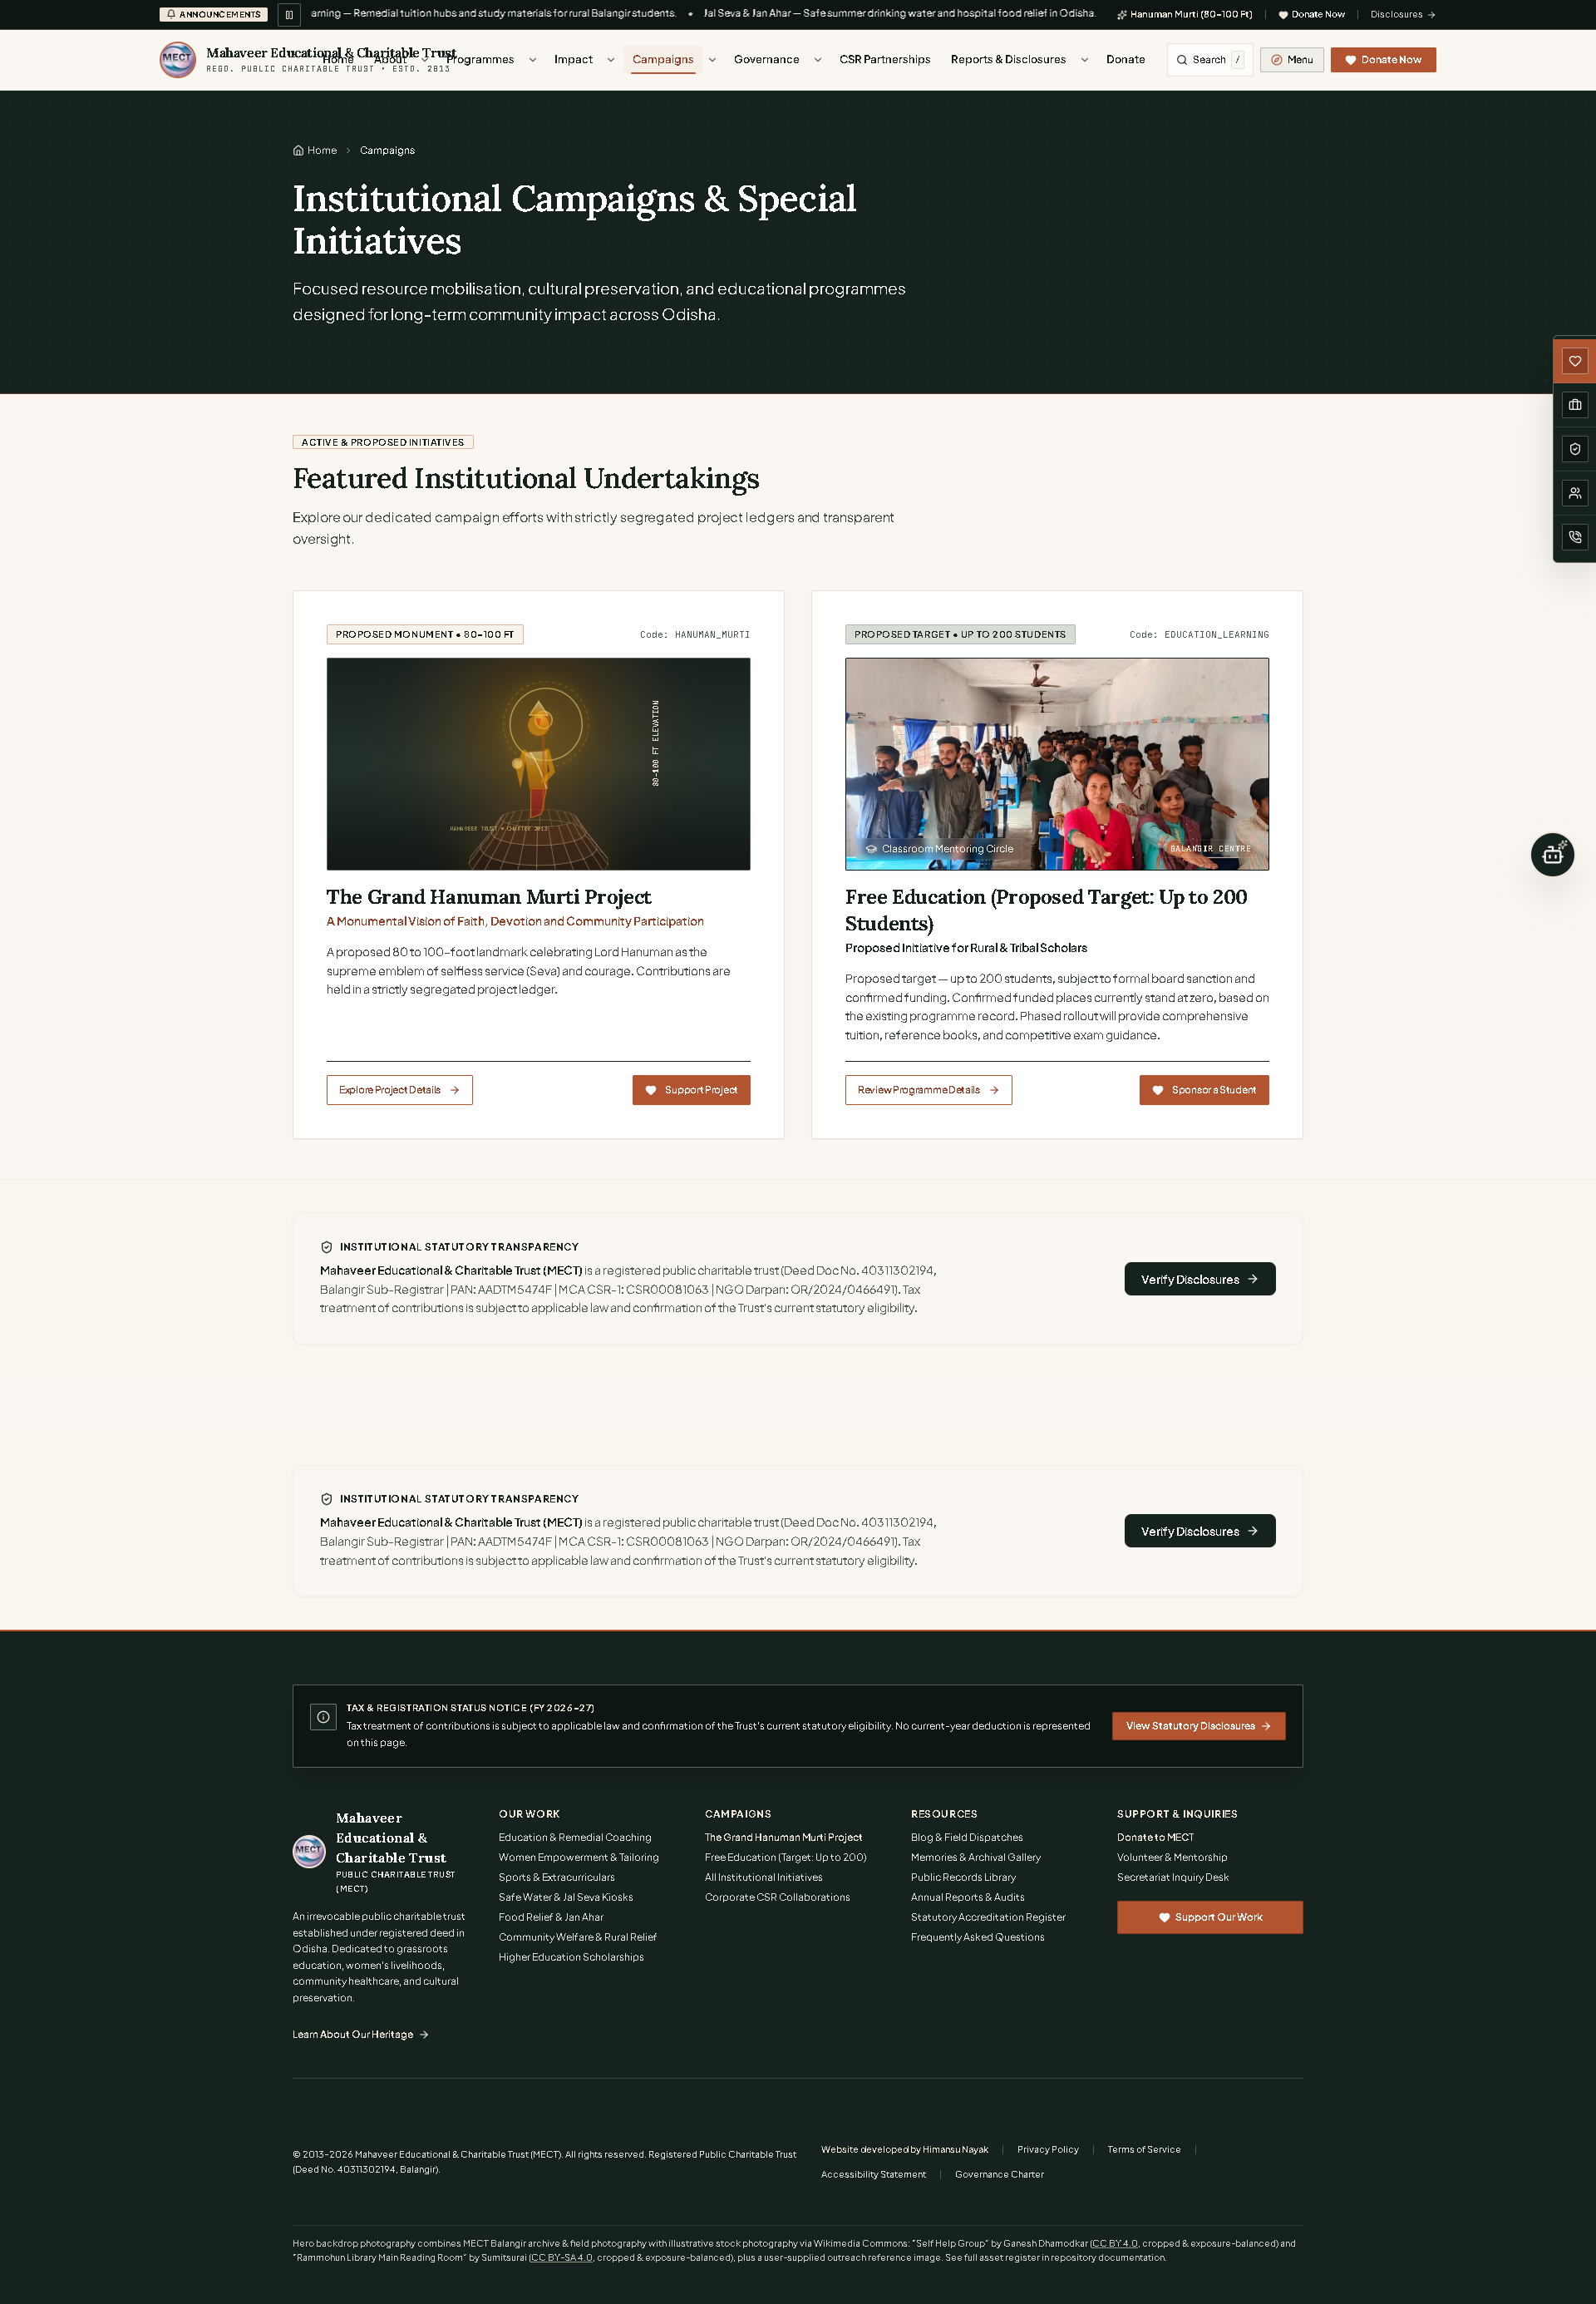 ANNOUNCEMENTS
arning — Remedial tuition hubs and study materials for rural Balangir students. • Jal Seva & Jan Ahar — Safe summer drinking water and hospital food relief in Odisha.
Hanuman Murti (80–100 Ft) | Donate Now | Disclosures →
MECT
Mahaveer Educational & Charitable Trust
REGD. PUBLIC CHARITABLE TRUST • ESTD. 2013
Home About Programmes Impact Campaigns Governance CSR Partnerships Reports & Disclosures Donate
Search / Menu Donate Now
Home > Campaigns
Institutional Campaigns & Special
Initiatives
Focused resource mobilisation, cultural preservation, and educational programmes
designed for long-term community impact across Odisha.
ACTIVE & PROPOSED INITIATIVES
Featured Institutional Undertakings
Explore our dedicated campaign efforts with strictly segregated project ledgers and transparent
oversight.
PROPOSED MONUMENT • 80–100 FT
Code: HANUMAN_MURTI
80–100 FT ELEVATION
MAHAVEER TRUST • CHARTER 2013
The Grand Hanuman Murti Project
A Monumental Vision of Faith, Devotion and Community Participation
A proposed 80 to 100-foot landmark celebrating Lord Hanuman as the
supreme emblem of selfless service (Seva) and courage. Contributions are
held in a strictly segregated project ledger.
Explore Project Details →
Support Project
PROPOSED TARGET • UP TO 200 STUDENTS
Code: EDUCATION_LEARNING
Classroom Mentoring Circle
BALANGIR CENTRE
Free Education (Proposed Target: Up to 200
Students)
Proposed Initiative for Rural & Tribal Scholars
Proposed target — up to 200 students, subject to formal board sanction and
confirmed funding. Confirmed funded places currently stand at zero, based on
the existing programme record. Phased rollout will provide comprehensive
tuition, reference books, and competitive exam guidance.
Review Programme Details →
Sponsor a Student
INSTITUTIONAL STATUTORY TRANSPARENCY
Mahaveer Educational & Charitable Trust (MECT) is a registered public charitable trust (Deed Doc No. 40311302194,
Balangir Sub-Registrar | PAN: AADTM5474F | MCA CSR-1: CSR00081063 | NGO Darpan: OR/2024/0466491). Tax
treatment of contributions is subject to applicable law and confirmation of the Trust's current statutory eligibility.
Verify Disclosures →
INSTITUTIONAL STATUTORY TRANSPARENCY
Mahaveer Educational & Charitable Trust (MECT) is a registered public charitable trust (Deed Doc No. 40311302194,
Balangir Sub-Registrar | PAN: AADTM5474F | MCA CSR-1: CSR00081063 | NGO Darpan: OR/2024/0466491). Tax
treatment of contributions is subject to applicable law and confirmation of the Trust's current statutory eligibility.
Verify Disclosures →
TAX & REGISTRATION STATUS NOTICE (FY 2026–27)
Tax treatment of contributions is subject to applicable law and confirmation of the Trust's current statutory eligibility. No current-year deduction is represented
on this page.
View Statutory Disclosures →
MECT
Mahaveer
Educational &
Charitable Trust
PUBLIC CHARITABLE TRUST
(MECT)
An irrevocable public charitable trust
established under registered deed in
Odisha. Dedicated to grassroots
education, women's livelihoods,
community healthcare, and cultural
preservation.
Learn About Our Heritage →
OUR WORK
Education & Remedial Coaching
Women Empowerment & Tailoring
Sports & Extracurriculars
Safe Water & Jal Seva Kiosks
Food Relief & Jan Ahar
Community Welfare & Rural Relief
Higher Education Scholarships
CAMPAIGNS
The Grand Hanuman Murti Project
Free Education (Target: Up to 200)
All Institutional Initiatives
Corporate CSR Collaborations
RESOURCES
Blog & Field Dispatches
Memories & Archival Gallery
Public Records Library
Annual Reports & Audits
Statutory Accreditation Register
Frequently Asked Questions
SUPPORT & INQUIRIES
Donate to MECT
Volunteer & Mentorship
Secretariat Inquiry Desk
Support Our Work
© 2013–2026 Mahaveer Educational & Charitable Trust (MECT). All rights reserved. Registered Public Charitable Trust
(Deed No. 40311302194, Balangir).
Website developed by Himansu Nayak | Privacy Policy | Terms of Service |
Accessibility Statement | Governance Charter
Hero backdrop photography combines MECT Balangir archive & field photography with illustrative stock photography via Wikimedia Commons: "Self Help Group" by Ganesh Dhamodkar (CC BY 4.0, cropped & exposure-balanced) and
"Rammohun Library Main Reading Room" by Sumitsurai (CC BY-SA 4.0, cropped & exposure-balanced), plus a user-supplied outreach reference image. See full asset register in repository documentation.